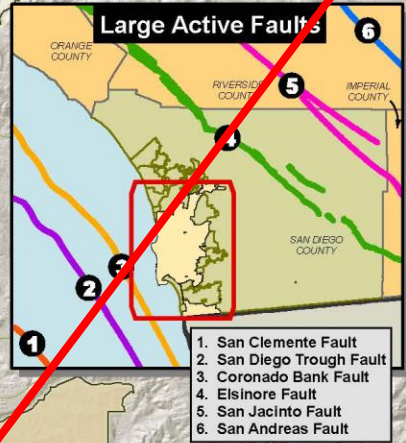 Large Active Faults
ORANGE
COUNTY
6
RIVERSIDE
COUNTY
5
IMPERIAL
COUNTY
4
SAN DIEGO
COUNTY
3
2
1
1. San Clemente Fault
2. San Diego Trough Fault
3. Coronado Bank Fault
4. Elsinore Fault
5. San Jacinto Fault
6. San Andreas Fault